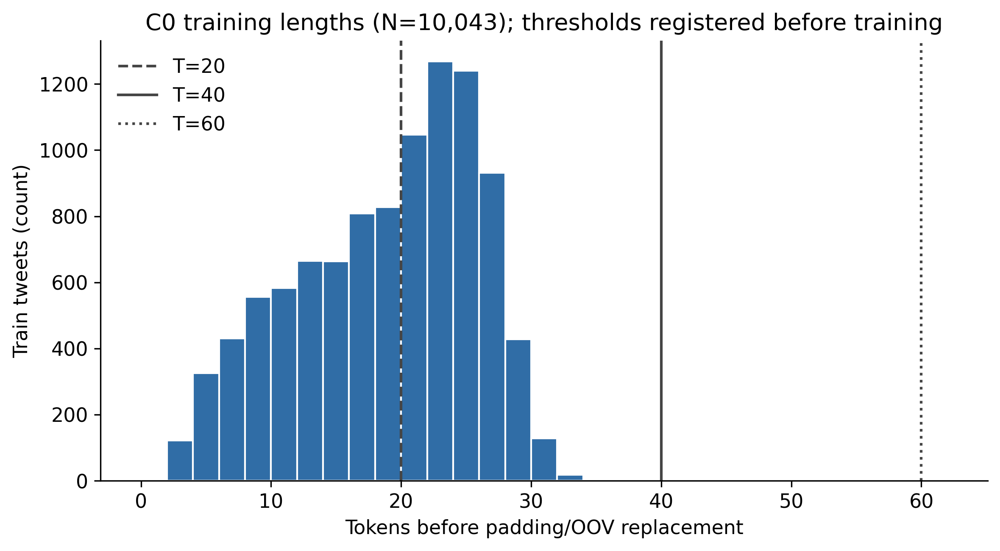 C0 training lengths (N=10,043); thresholds registered before training
T=20
T=40
T=60
Train tweets (count)
1200
1000
800
600
400
200
0
0 10 20 30 40 50 60
Tokens before padding/OOV replacement